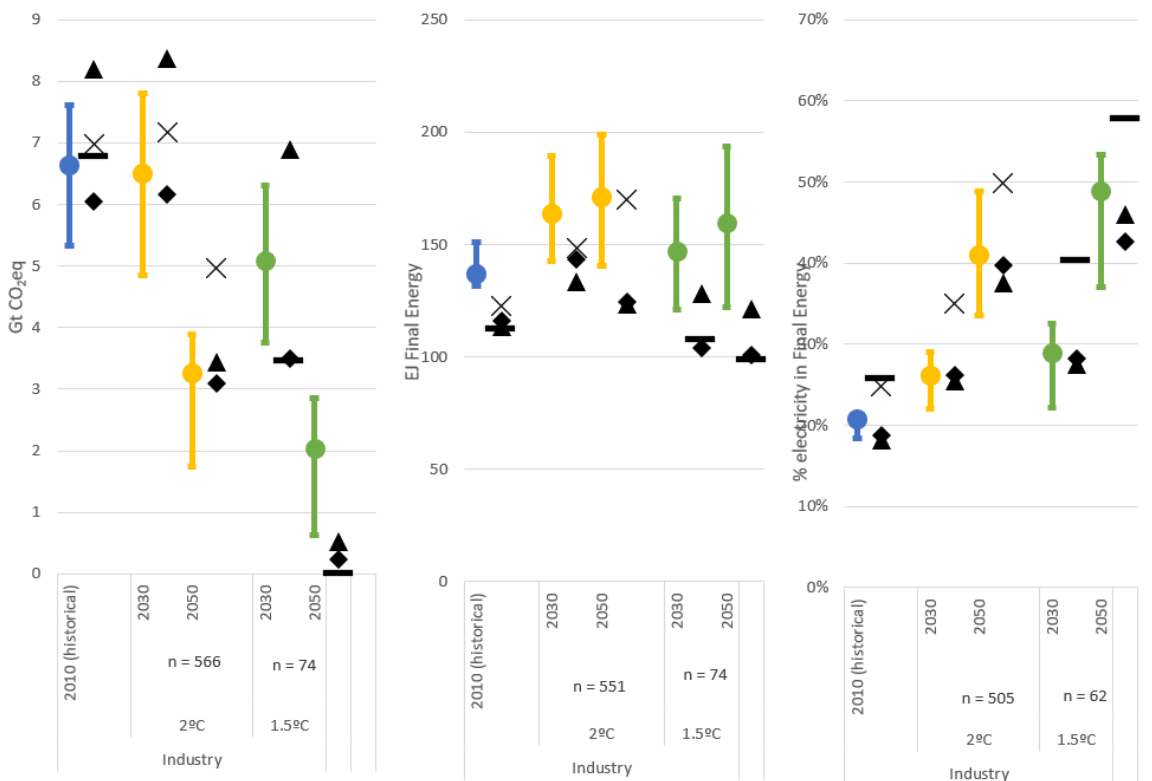 Gt CO₂eq
9
8
7
6
5
4
3
2
1
0
2010 (historical)
2030
2050
2030
2050
n = 566
n = 74
2ºC
1.5ºC
Industry
EJ Final Energy
250
200
150
100
50
0
2010 (historical)
2030
2050
2030
2050
n = 551
n = 74
2ºC
1.5ºC
Industry
% electricity in Final Energy
70%
60%
50%
40%
30%
20%
10%
0%
2010 (historical)
2030
2050
2030
2050
n = 505
n = 62
2ºC
1.5ºC
Industry